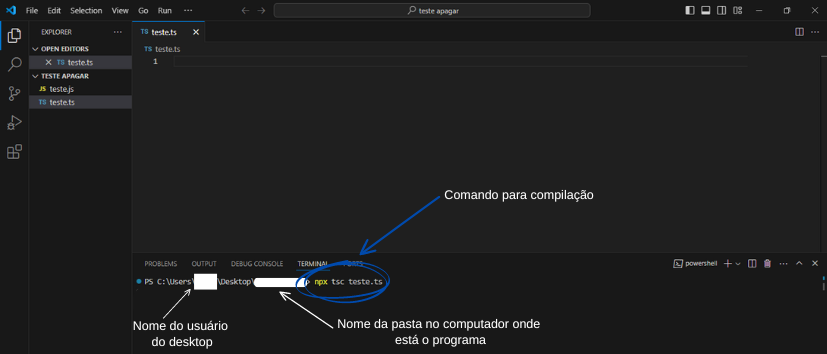 File Edit Selection View Go Run ···
teste apagar
EXPLORER ···
TS teste.ts
OPEN EDITORS
TS teste.ts
TS teste.ts
1
TESTE APAGAR
JS teste.js
TS teste.ts
Comando para compilação
PROBLEMS OUTPUT DEBUG CONSOLE TERMINAL PORTS
powershell
PS C:\Users\ \Desktop\ > npx tsc teste.ts
Nome do usuário
do desktop
Nome da pasta no computador onde
está o programa